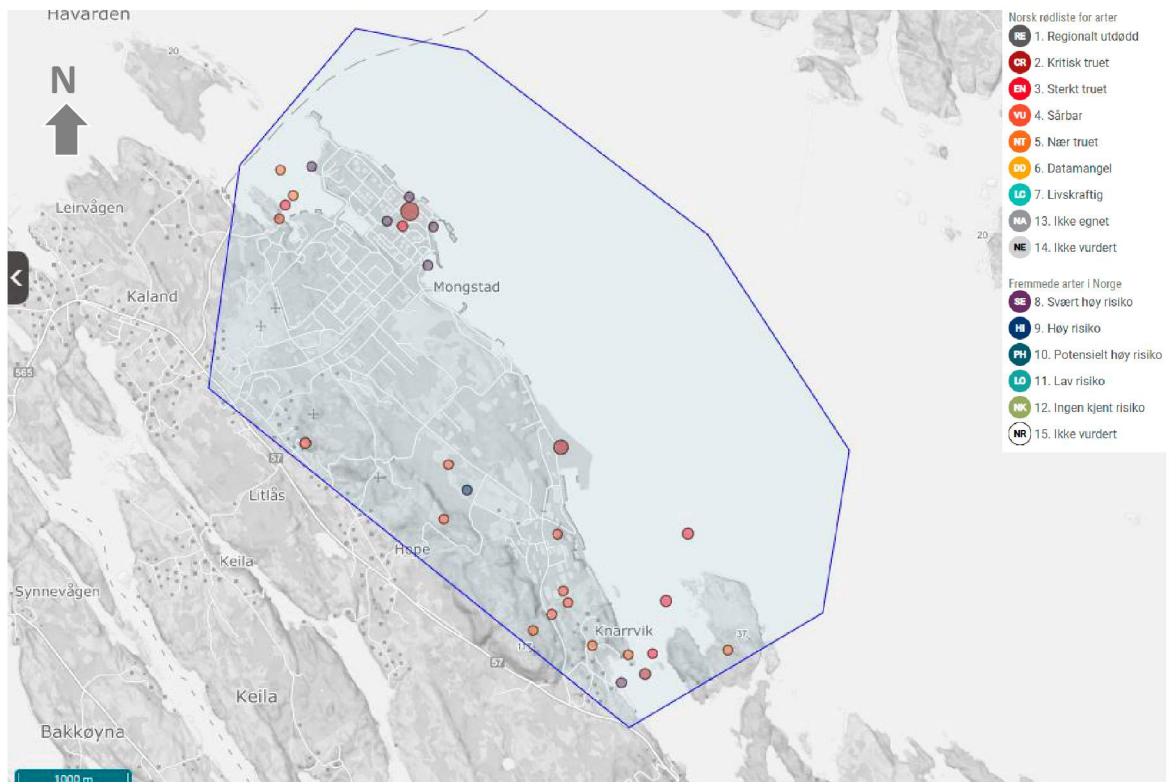 Håvarden
20
N
Leirvågen
Kaland
Mongstad
20
565
57
Litlås
Keila
Hope
Synnevågen
Knarrvik
37
57
Keila
Bakkøyna
1000 m
Norsk rødliste for arter
RE 1. Regionalt utdødd
CR 2. Kritisk truet
EN 3. Sterkt truet
VU 4. Sårbar
NT 5. Nær truet
DD 6. Datamangel
LC 7. Livskraftig
NA 13. Ikke egnet
NE 14. Ikke vurdert
Fremmede arter i Norge
SE 8. Svært høy risiko
HI 9. Høy risiko
PH 10. Potensielt høy risiko
LO 11. Lav risiko
NK 12. Ingen kjent risiko
NR 15. Ikke vurdert